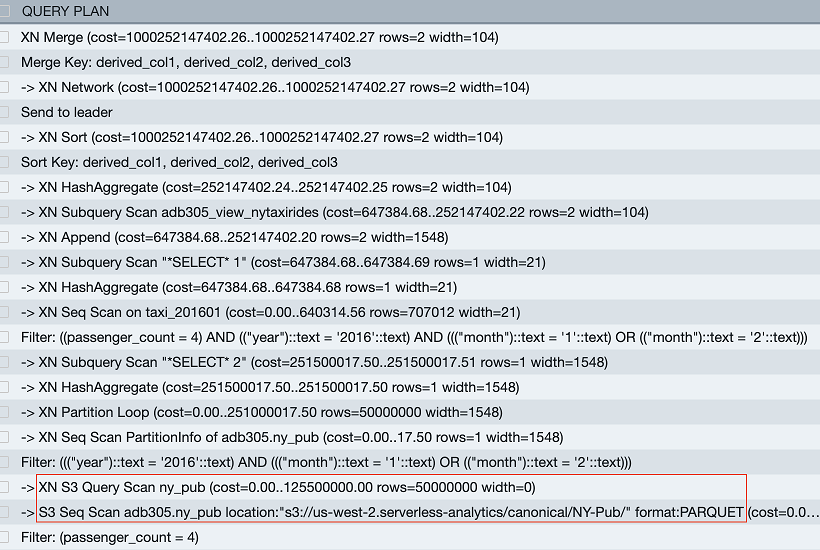 QUERY PLAN
XN Merge (cost=1000252147402.26..1000252147402.27 rows=2 width=104)
Merge Key: derived_col1, derived_col2, derived_col3
-> XN Network (cost=1000252147402.26..1000252147402.27 rows=2 width=104)
Send to leader
-> XN Sort (cost=1000252147402.26..1000252147402.27 rows=2 width=104)
Sort Key: derived_col1, derived_col2, derived_col3
-> XN HashAggregate (cost=252147402.24..252147402.25 rows=2 width=104)
-> XN Subquery Scan adb305_view_nytaxirides (cost=647384.68..252147402.22 rows=2 width=104)
-> XN Append (cost=647384.68..252147402.20 rows=2 width=1548)
-> XN Subquery Scan "*SELECT* 1" (cost=647384.68..647384.69 rows=1 width=21)
-> XN HashAggregate (cost=647384.68..647384.68 rows=1 width=21)
-> XN Seq Scan on taxi_201601 (cost=0.00..640314.56 rows=707012 width=21)
Filter: ((passenger_count = 4) AND (("year")::text = '2016'::text) AND ((("month")::text = '1'::text) OR (("month")::text = '2'::text)))
-> XN Subquery Scan "*SELECT* 2" (cost=251500017.50..251500017.51 rows=1 width=1548)
-> XN HashAggregate (cost=251500017.50..251500017.50 rows=1 width=1548)
-> XN Partition Loop (cost=0.00..251000017.50 rows=50000000 width=1548)
-> XN Seq Scan PartitionInfo of adb305.ny_pub (cost=0.00..17.50 rows=1 width=1548)
Filter: ((("year")::text = '2016'::text) AND ((("month")::text = '1'::text) OR (("month")::text = '2'::text)))
-> XN S3 Query Scan ny_pub (cost=0.00..125500000.00 rows=50000000 width=0)
-> S3 Seq Scan adb305.ny_pub location:"s3://us-west-2.serverless-analytics/canonical/NY-Pub/" format:PARQUET (cost=0.0...
Filter: (passenger_count = 4)